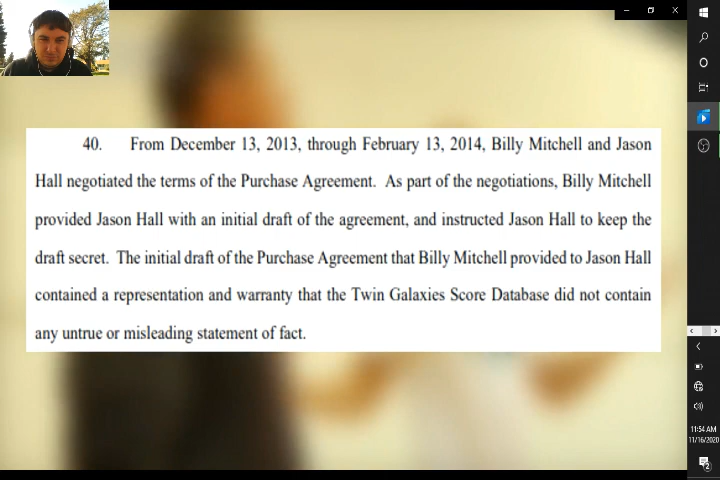 40. From December 13, 2013, through February 13, 2014, Billy Mitchell and Jason
Hall negotiated the terms of the Purchase Agreement. As part of the negotiations, Billy Mitchell
provided Jason Hall with an initial draft of the agreement, and instructed Jason Hall to keep the
draft secret. The initial draft of the Purchase Agreement that Billy Mitchell provided to Jason Hall
contained a representation and warranty that the Twin Galaxies Score Database did not contain
any untrue or misleading statement of fact.
11:54 AM
11/16/2020
2